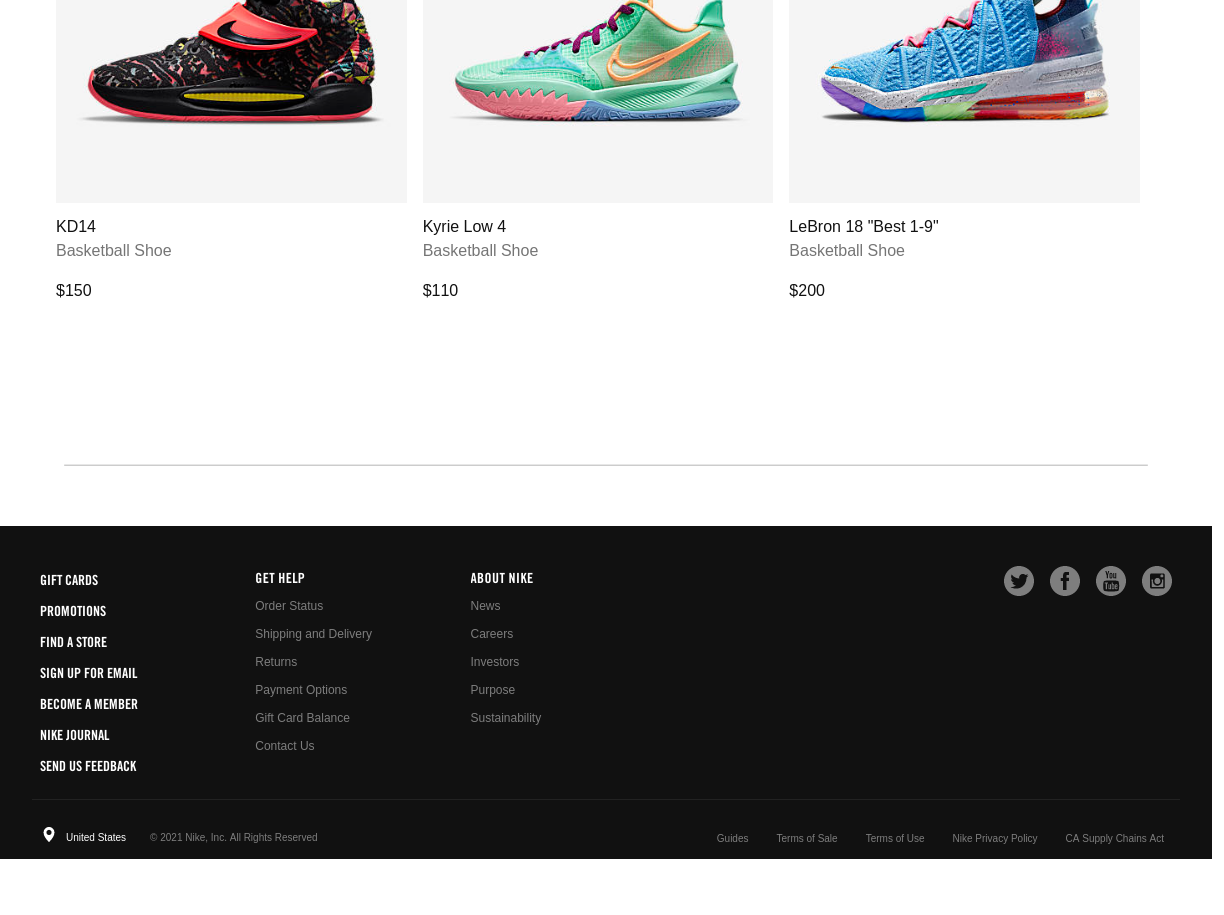 KD14
Basketball Shoe
$150
Kyrie Low 4
Basketball Shoe
$110
LeBron 18 "Best 1-9"
Basketball Shoe
$200
GIFT CARDS
PROMOTIONS
FIND A STORE
SIGN UP FOR EMAIL
BECOME A MEMBER
NIKE JOURNAL
SEND US FEEDBACK
GET HELP
Order Status
Shipping and Delivery
Returns
Payment Options
Gift Card Balance
Contact Us
ABOUT NIKE
News
Careers
Investors
Purpose
Sustainability
You
Tube
United States
© 2021 Nike, Inc. All Rights Reserved
Guides
Terms of Sale
Terms of Use
Nike Privacy Policy
CA Supply Chains Act